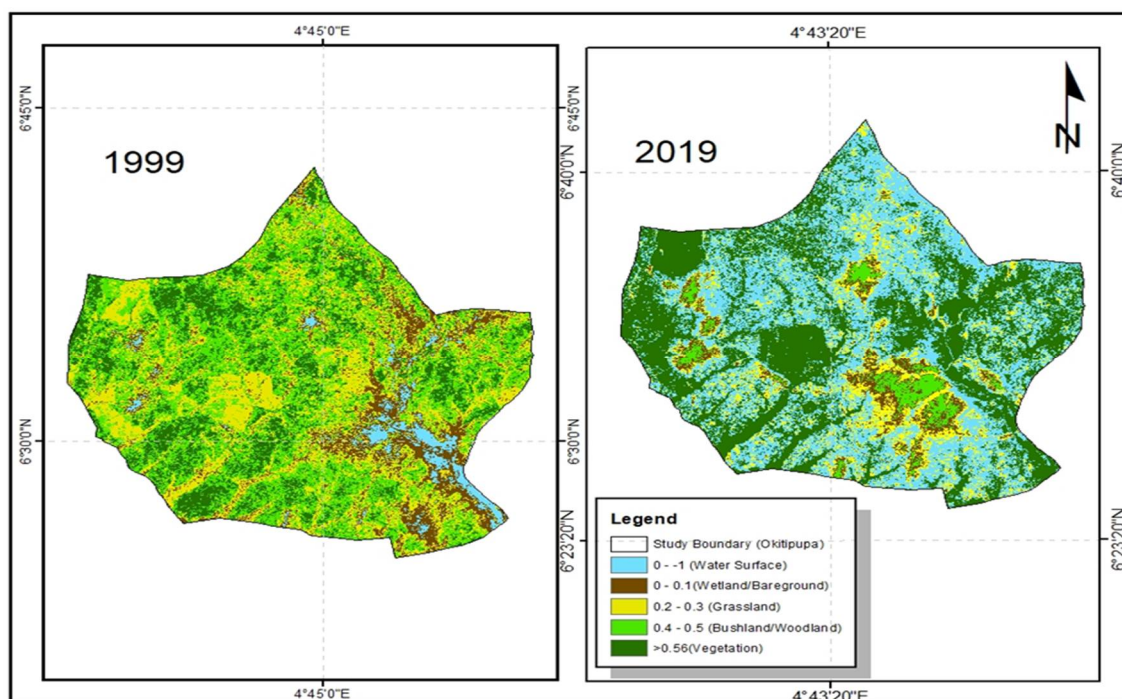 4°45'0"E
4°43'20"E
6°45'0"N
6°45'0"N
1999
2019
N
6°40'0"N
6°40'0"N
6°30'0"N
6°30'0"N
6°23'20"N
6°23'20"N
Legend
Study Boundary (Okitipupa)
0 - -1 (Water Surface)
0 - 0.1(Wetland/Bareground)
0.2 - 0.3 (Grassland)
0.4 - 0.5 (Bushland/Woodland)
>0.56(Vegetation)
4°45'0"E
4°43'20"E